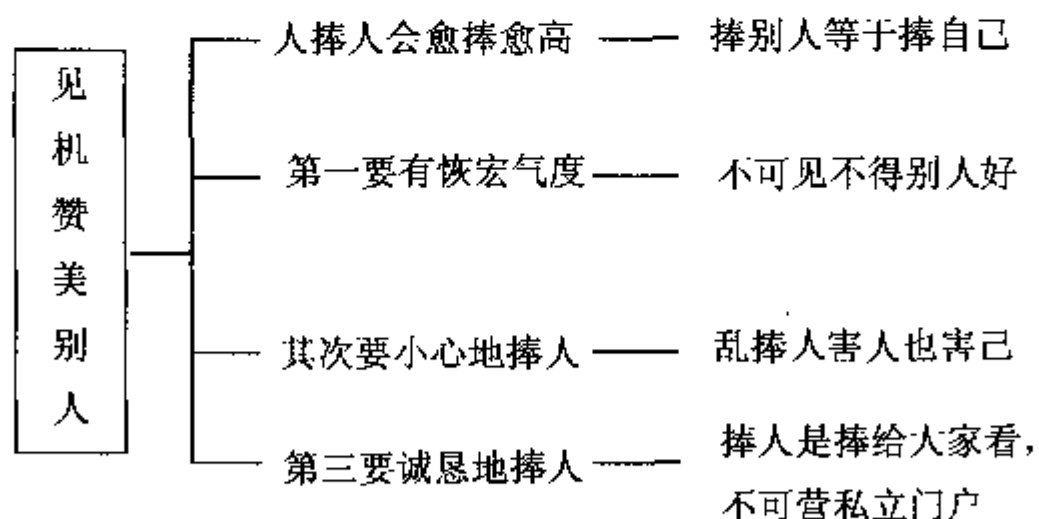 见机赞美别人
人捧人会愈捧愈高 捧别人等于捧自己
第一要有恢宏气度 不可见不得别人好
其次要小心地捧人 乱捧人害人也害己
第三要诚恳地捧人 捧人是捧给大家看，
不可营私立门户